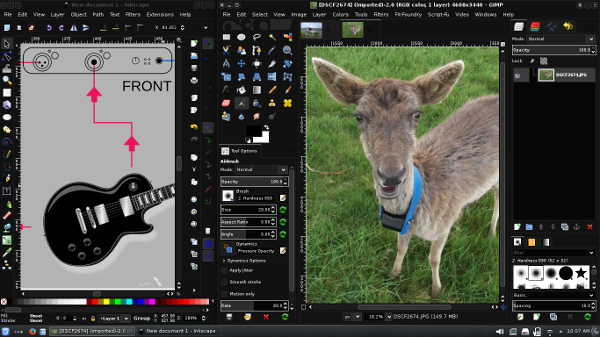 New document 1 - Inkscape
[DSCF2674] (imported)-2.0 (RGB color, 1 layer) 4608x3440 – GIMP
File Edit View Layer Object Path Text Filters Extensions Help
File Edit Select View Image Layer Colors Tools Filters FX-Foundry Script-Fu Video Windows Help
FRONT
Tool Options
Airbrush
Mode: Normal
Opacity 100.0
Brush
2. Hardness 050
Size 20.00
Aspect Ratio 0.00
Angle 0.00
Dynamics
Pressure Opacity
Dynamics Options
Apply Jitter
Smooth stroke
Motion only
Rate
Mode: Normal
Opacity 100.0
Lock:
DSCF2674.JPG
2. Hardness 050 (51 × 51)
Basic,
Spacing
px 18.2% DSCF2674.JPG (149.7 MB)
Fill:
Stroke:
Unset
Unset
O: 0
Layer 1
Group
[DSCF2674] (imported)-2.0
New document 1 - Inkscape
10:07 AM